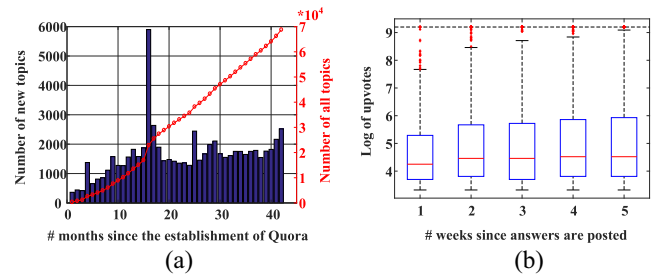 *10^4
6000
5000
4000
3000
2000
1000
0
Number of new topics
0 10 20 30 40
7
6
5
4
3
2
1
0
Number of all topics
# months since the establishment of Quora
(a)
9
8
7
6
5
4
Log of upvotes
1 2 3 4 5
# weeks since answers are posted
(b)